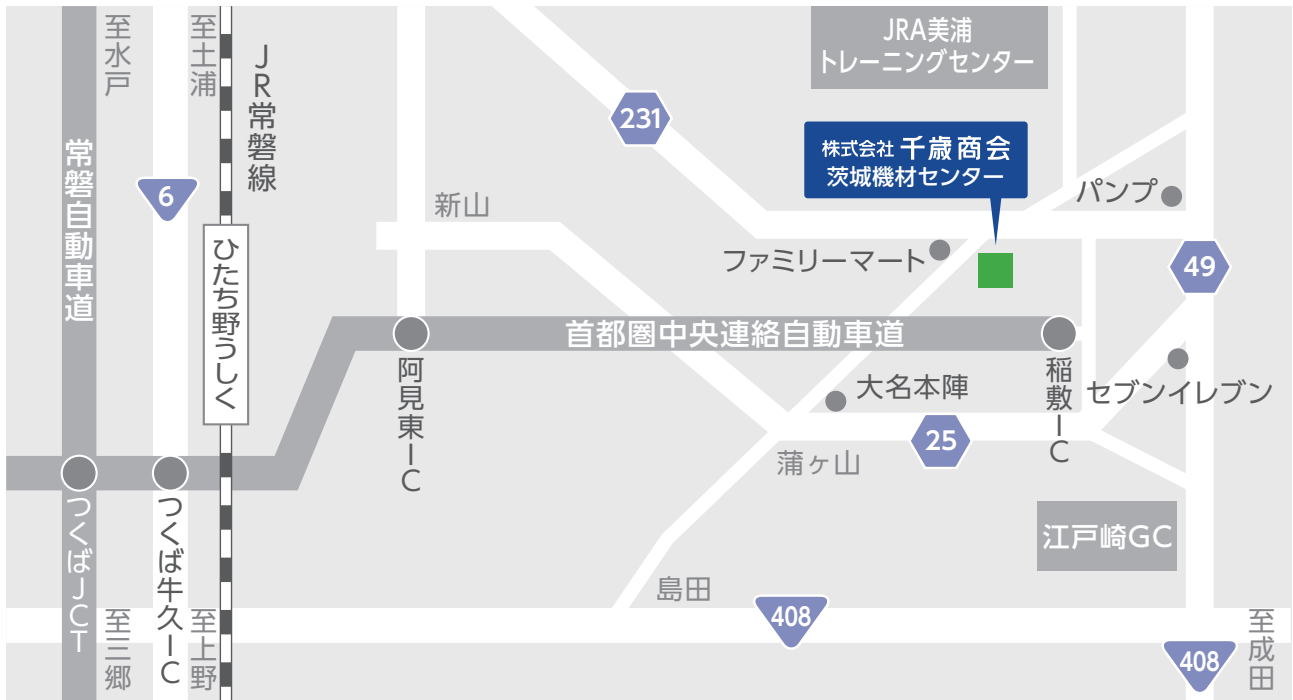 至水戸
至土浦
JR常磐線
JRA美浦
トレーニングセンター
231
常磐自動車道
株式会社 千歳商会
茨城機材センター
6
新山
パンプ
ひたち野うしく
ファミリーマート
49
首都圏中央連絡自動車道
阿見東IC
大名本陣
稲敷IC
セブンイレブン
25
蒲ヶ山
つくばJCT
つくば牛久IC
江戸崎GC
島田
408
至三郷
至上野
至成田
408